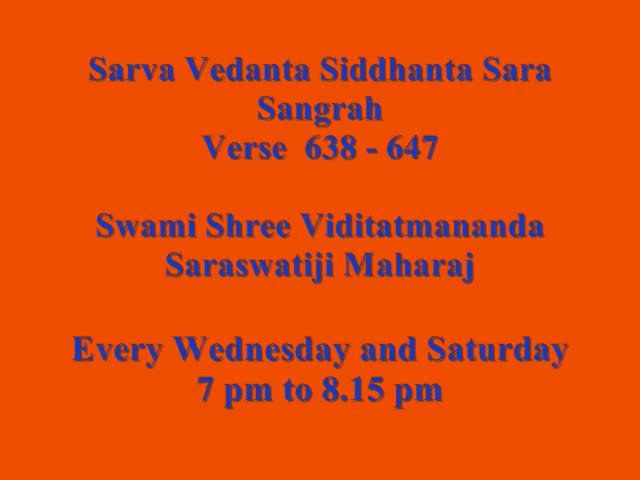 Sarva Vedanta Siddhanta Sara
Sangrah
Verse  638 - 647
Swami Shree Viditatmananda
Saraswatiji Maharaj
Every Wednesday and Saturday
7 pm to 8.15 pm